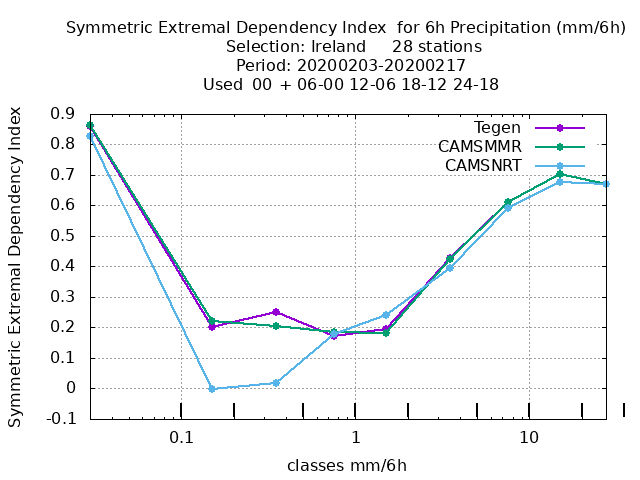 Symmetric Extremal Dependency Index  for 6h Precipitation (mm/6h)
Selection: Ireland     28 stations
Period: 20200203-20200217
Used  00  + 06-00 12-06 18-12 24-18
Symmetric Extremal Dependency Index
0.9
0.8
0.7
0.6
0.5
0.4
0.3
0.2
0.1
0
-0.1
Tegen
CAMSMMR
CAMSNRT
0.1
1
10
classes mm/6h